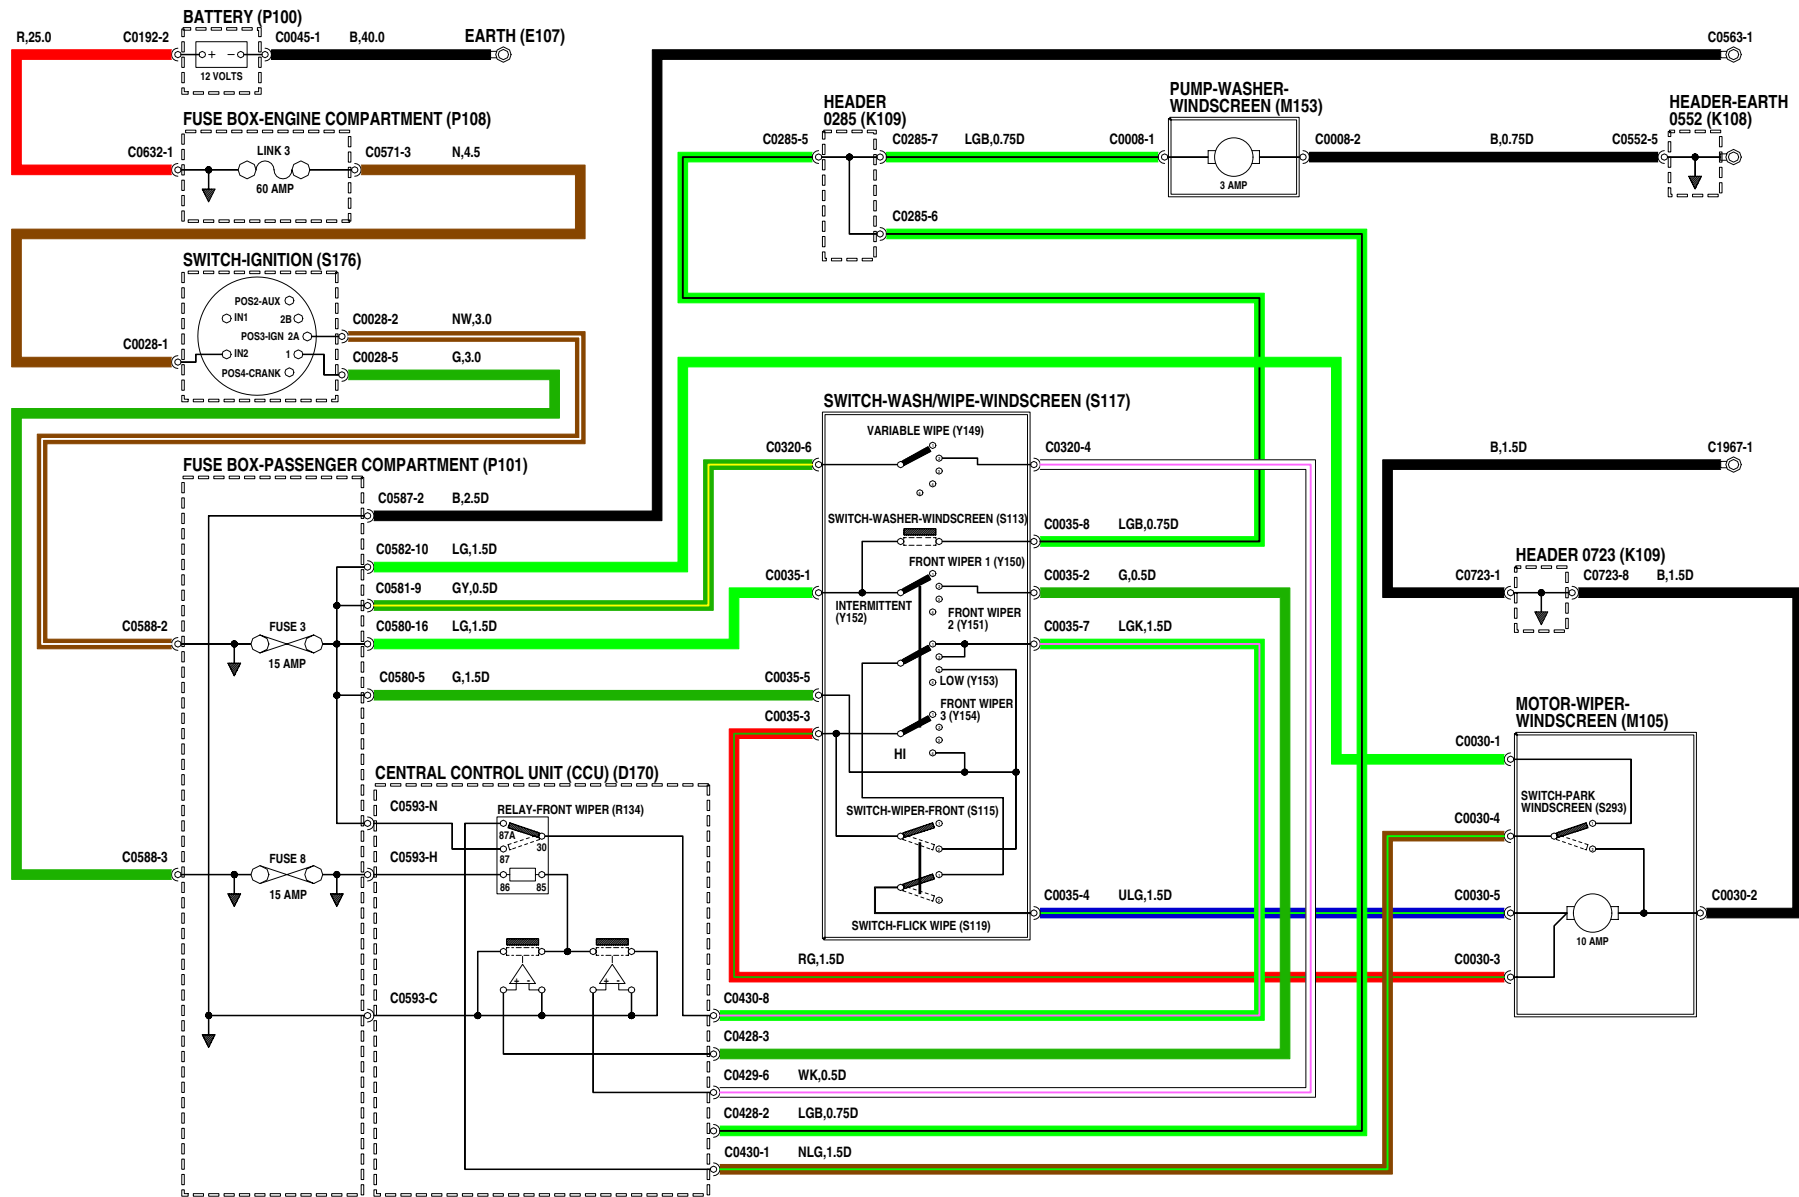 BATTERY (P100)
R,25.0
C0192-2
C0045-1
B,40.0
EARTH (E107)
C0563-1
+
−
12 VOLTS
FUSE BOX-ENGINE COMPARTMENT (P108)
C0632-1
LINK 3
60 AMP
C0571-3
N,4.5
HEADER
0285 (K109)
C0285-5
C0285-7
LGB,0.75D
C0285-6
PUMP-WASHER-
WINDSCREEN (M153)
C0008-1
3 AMP
C0008-2
B,0.75D
HEADER-EARTH
0552 (K108)
C0552-5
SWITCH-IGNITION (S176)
POS2-AUX
IN1
2B
POS3-IGN
2A
IN2
1
POS4-CRANK
C0028-1
C0028-2
NW,3.0
C0028-5
G,3.0
SWITCH-WASH/WIPE-WINDSCREEN (S117)
VARIABLE WIPE (Y149)
C0320-6
C0320-4
SWITCH-WASHER-WINDSCREEN (S113)
C0035-8
LGB,0.75D
FRONT WIPER 1 (Y150)
C0035-1
C0035-2
G,0.5D
INTERMITTENT
(Y152)
FRONT WIPER
2 (Y151)
C0035-7
LGK,1.5D
LOW (Y153)
C0035-5
FRONT WIPER
3 (Y154)
C0035-3
HI
SWITCH-WIPER-FRONT (S115)
C0035-4
ULG,1.5D
SWITCH-FLICK WIPE (S119)
RG,1.5D
B,1.5D
C1967-1
HEADER 0723 (K109)
C0723-1
C0723-8
B,1.5D
MOTOR-WIPER-
WINDSCREEN (M105)
C0030-1
SWITCH-PARK
WINDSCREEN (S293)
C0030-4
C0030-5
C0030-2
10 AMP
C0030-3
FUSE BOX-PASSENGER COMPARTMENT (P101)
C0587-2
B,2.5D
C0582-10
LG,1.5D
C0581-9
GY,0.5D
C0588-2
FUSE 3
15 AMP
C0580-16
LG,1.5D
C0580-5
G,1.5D
C0588-3
FUSE 8
15 AMP
CENTRAL CONTROL UNIT (CCU) (D170)
C0593-N
RELAY-FRONT WIPER (R134)
87A
30
87
86
85
C0593-H
+
-
+
-
C0593-C
C0430-8
C0428-3
C0429-6
WK,0.5D
C0428-2
LGB,0.75D
C0430-1
NLG,1.5D